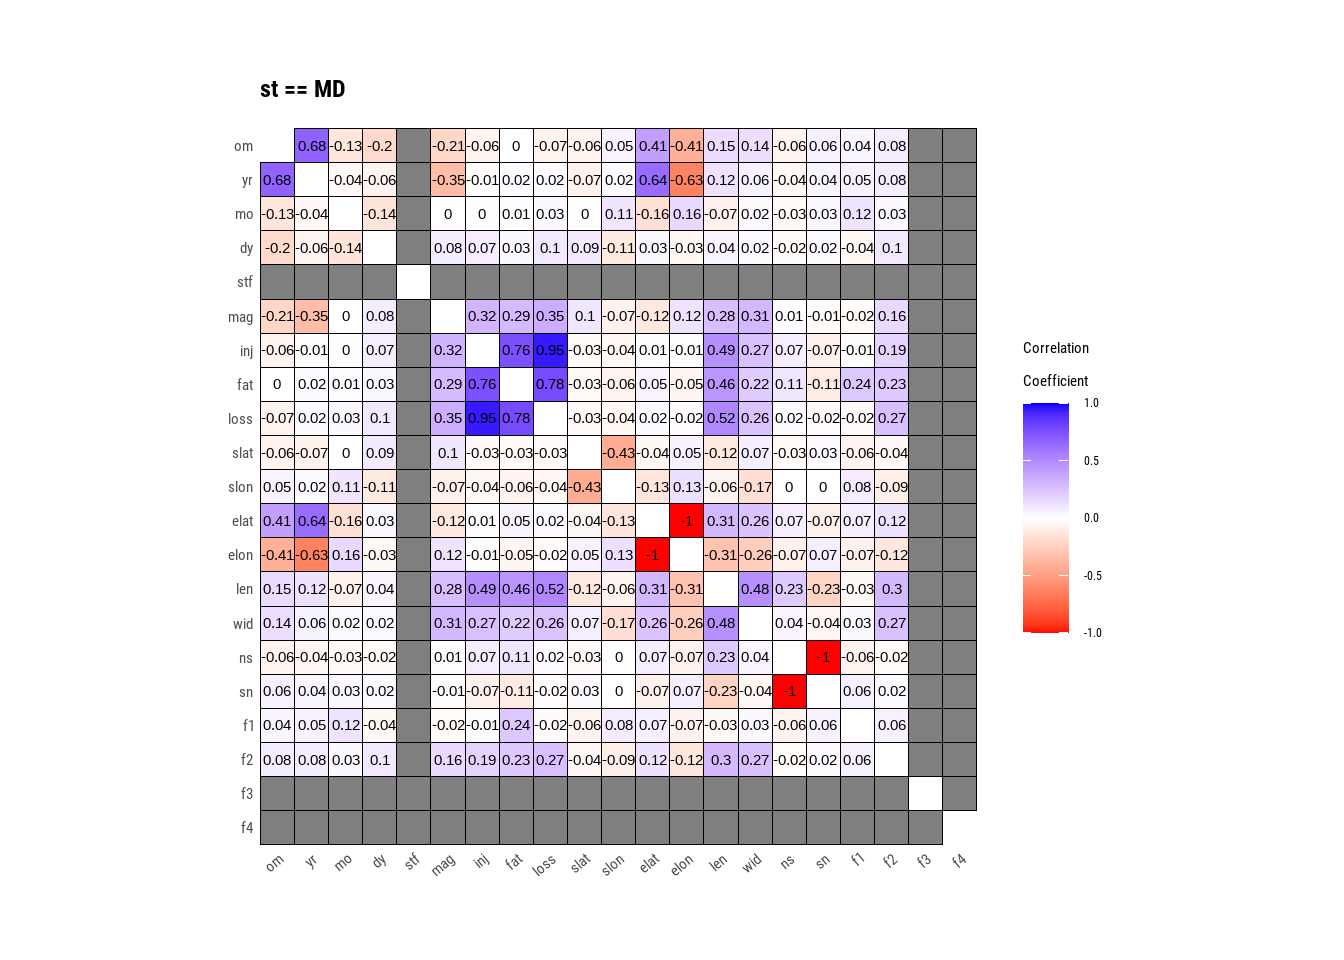 st == MD
om 0.68 -0.13 -0.2 -0.21 -0.06 0 -0.07 -0.06 0.05 0.41 -0.41 0.15 0.14 -0.06 0.06 0.04 0.08
yr 0.68 -0.04 -0.06 -0.35 -0.01 0.02 0.02 -0.07 0.02 0.64 -0.63 0.12 0.06 -0.04 0.04 0.05 0.08
mo -0.13 -0.04 -0.14 0 0 0.01 0.03 0 0.11 -0.16 0.16 -0.07 0.02 -0.03 0.03 0.12 0.03
dy -0.2 -0.06 -0.14 0.08 0.07 0.03 0.1 0.09 -0.11 0.03 -0.03 0.04 0.02 -0.02 0.02 -0.04 0.1
stf
mag -0.21 -0.35 0 0.08 0.32 0.29 0.35 0.1 -0.07 -0.12 0.12 0.28 0.31 0.01 -0.01 -0.02 0.16
inj -0.06 -0.01 0 0.07 0.32 0.76 0.95 -0.03 -0.04 0.01 -0.01 0.49 0.27 0.07 -0.07 -0.01 0.19
Correlation
fat 0 0.02 0.01 0.03 0.29 0.76 0.78 -0.03 -0.06 0.05 -0.05 0.46 0.22 0.11 -0.11 0.24 0.23
Coefficient
loss -0.07 0.02 0.03 0.1 0.35 0.95 0.78 -0.03 -0.04 0.02 -0.02 0.52 0.26 0.02 -0.02 -0.02 0.27
1.0
slat -0.06 -0.07 0 0.09 0.1 -0.03 -0.03 -0.03 -0.43 -0.04 0.05 -0.12 0.07 -0.03 0.03 -0.06 -0.04
0.5
slon 0.05 0.02 0.11 -0.11 -0.07 -0.04 -0.06 -0.04 -0.43 -0.13 0.13 -0.06 -0.17 0 0 0.08 -0.09
elat 0.41 0.64 -0.16 0.03 -0.12 0.01 0.05 0.02 -0.04 -0.13 -1 0.31 0.26 0.07 -0.07 0.07 0.12
0.0
elon -0.41 -0.63 0.16 -0.03 0.12 -0.01 -0.05 -0.02 0.05 0.13 -1 -0.31 -0.26 -0.07 0.07 -0.07 -0.12
-0.5
len 0.15 0.12 -0.07 0.04 0.28 0.49 0.46 0.52 -0.12 -0.06 0.31 -0.31 0.48 0.23 -0.23 -0.03 0.3
wid 0.14 0.06 0.02 0.02 0.31 0.27 0.22 0.26 0.07 -0.17 0.26 -0.26 0.48 0.04 -0.04 0.03 0.27
-1.0
ns -0.06 -0.04 -0.03 -0.02 0.01 0.07 0.11 0.02 -0.03 0 0.07 -0.07 0.23 0.04 -1 -0.06 -0.02
sn 0.06 0.04 0.03 0.02 -0.01 -0.07 -0.11 -0.02 0.03 0 -0.07 0.07 -0.23 -0.04 -1 0.06 0.02
f1 0.04 0.05 0.12 -0.04 -0.02 -0.01 0.24 -0.02 -0.06 0.08 0.07 -0.07 -0.03 0.03 -0.06 0.06 0.06
f2 0.08 0.08 0.03 0.1 0.16 0.19 0.23 0.27 -0.04 -0.09 0.12 -0.12 0.3 0.27 -0.02 0.02 0.06
f3
f4
om yr mo dy stf mag inj fat loss slat slon elat elon len wid ns sn f1 f2 f3 f4